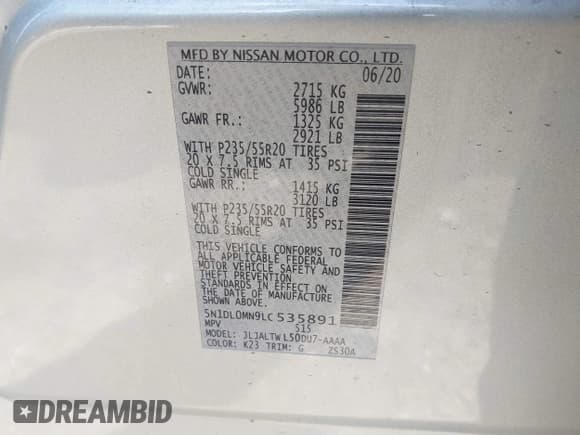 MFD BY NISSAN MOTOR CO., LTD.
DATE: 06/20
GVWR: 2715 KG
5986 LB
GAWR FR.: 1325 KG
2921 LB
WITH P235/55R20 TIRES
20 X 7.5 RIMS AT 35 PSI
COLD SINGLE
GAWR RR.: 1415 KG
3120 LB
WITH P235/55R20 TIRES
20 X 7.5 RIMS AT 35 PSI
COLD SINGLE
THIS VEHICLE CONFORMS TO
ALL APPLICABLE FEDERAL
MOTOR VEHICLE SAFETY AND
THEFT PREVENTION
STANDARDS IN EFFECT ON
THE DATE OF MANUFACTURE
SHOWN ABOVE.
5N1DL0MN9LC535891
MPV S15
MODEL: JLJALTWL50DU7-AAAA
COLOR: K23 TRIM: G ZS30A
DREAMBID